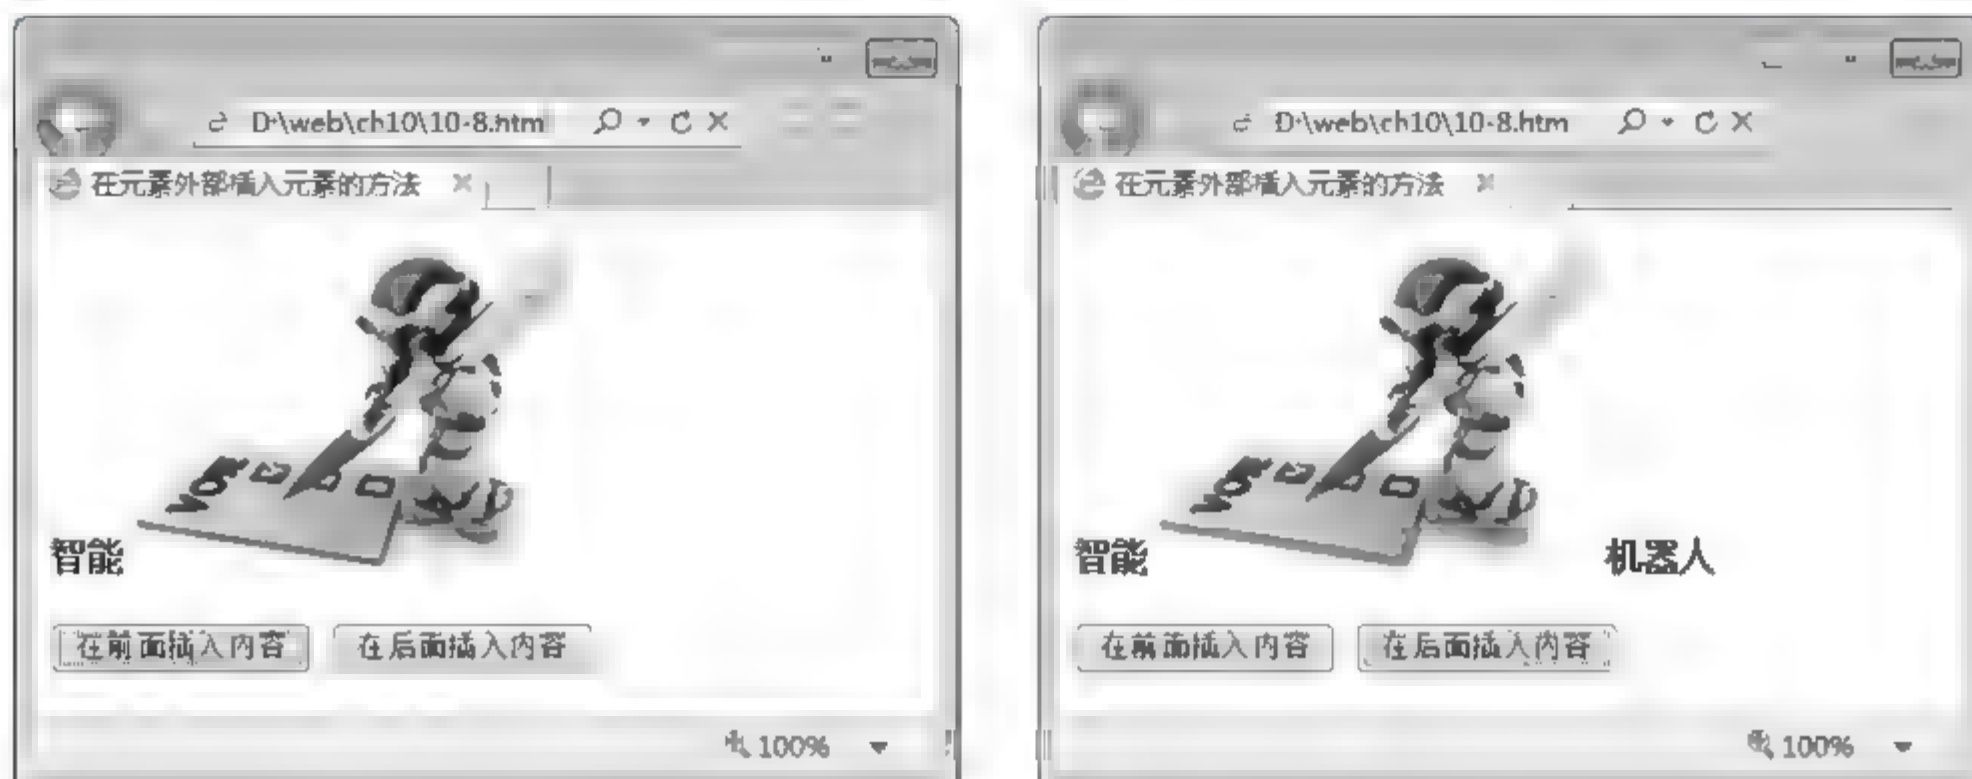 D:\web\ch10\10-8.htm
在元素外部插入元素的方法
智能
在前面插入内容 在后面插入内容
100%
D:\web\ch10\10-8.htm
在元素外部插入元素的方法
智能 机器人
在前面插入内容 在后面插入内容
100%